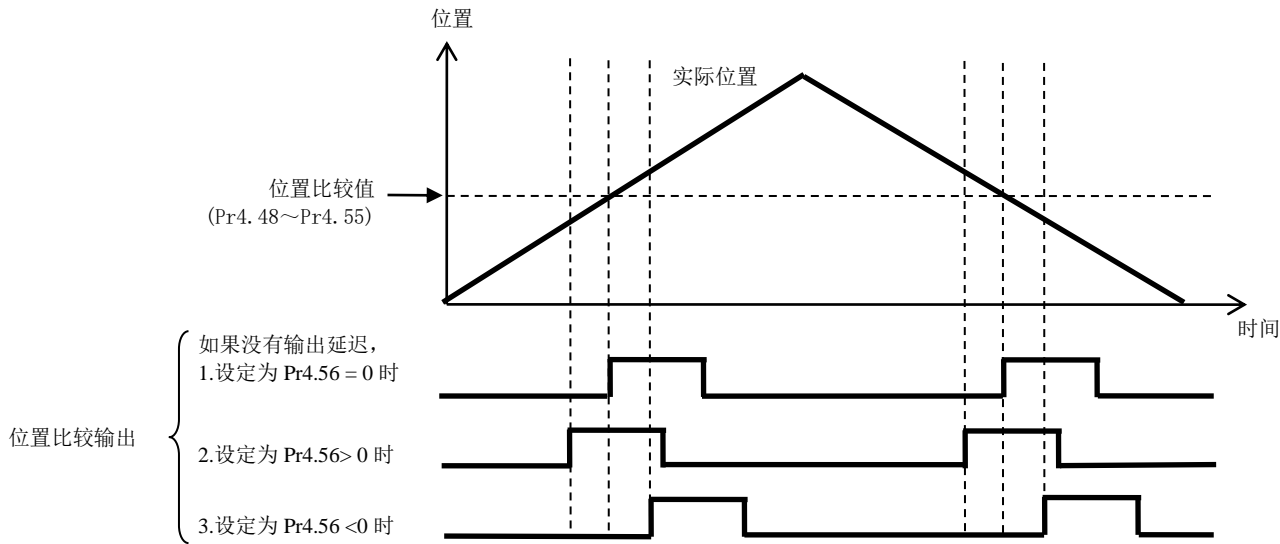 位置
实际位置
位置比较值
(Pr4.48～Pr4.55)
时间
如果没有输出延迟，
1.设定为 Pr4.56 = 0 时
位置比较输出
2.设定为 Pr4.56> 0 时
3.设定为 Pr4.56 <0 时